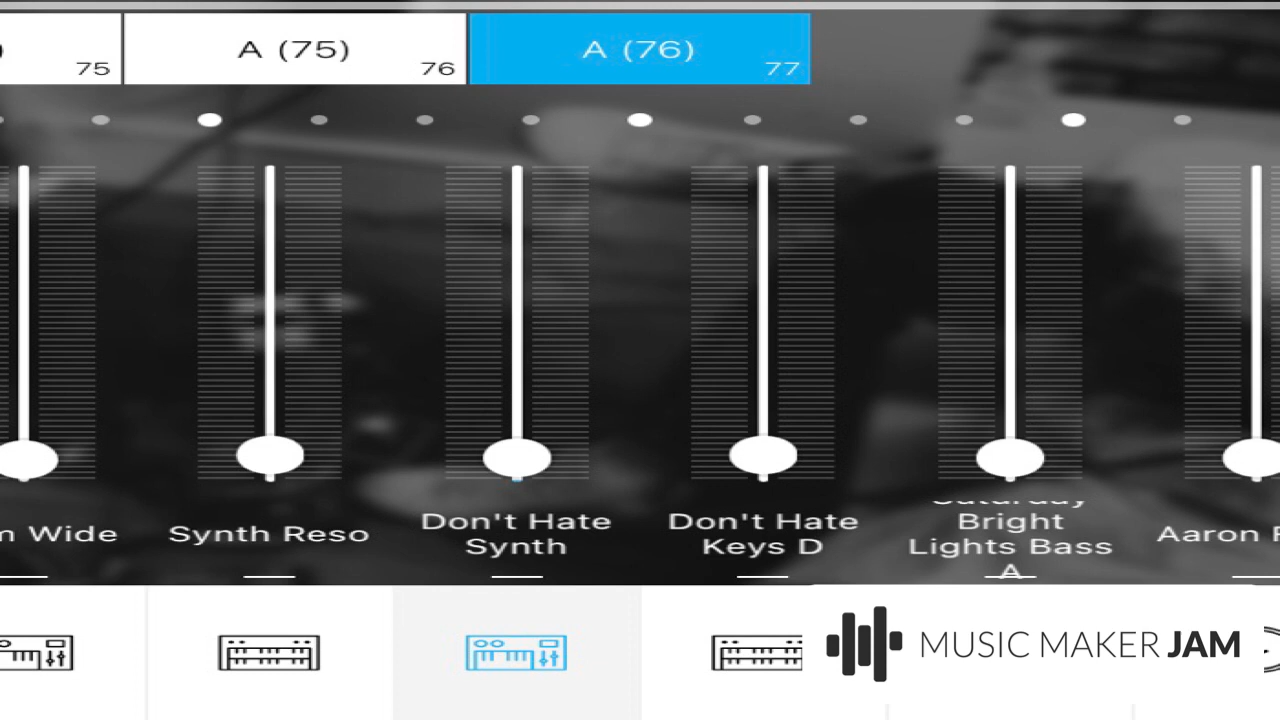 75
A (75)
76
A (76)
77
Wide
Synth Reso
Don't Hate
Synth
Don't Hate
Keys D
Saturday
Bright
Lights Bass
A
Aaron
MUSIC MAKER JAM